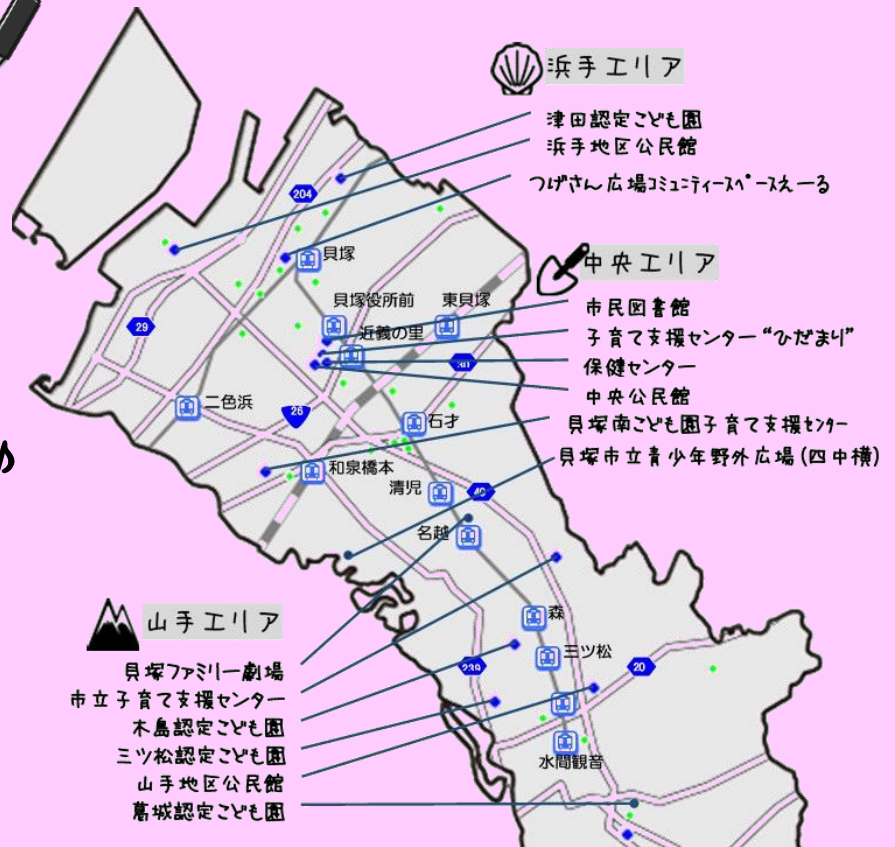 浜手エリア
津田認定こども園
浜手地区公民館
つげさん広場コミュニティースペースえーる
204
貝塚
中央エリア
貝塚役所前
東貝塚
市民図書館
29
近義の里
子育て支援センター“ひだまり”
保健センター
中央公民館
二色浜
26
石才
貝塚南こども園子育て支援センター
貝塚市立青少年野外広場(四中横)
和泉橋本
清児
40
名越
山手エリア
森
三ツ松
貝塚ファミリー劇場
239
20
市立子育て支援センター
木島認定こども園
三ツ松認定こども園
水間観音
山手地区公民館
葛城認定こども園